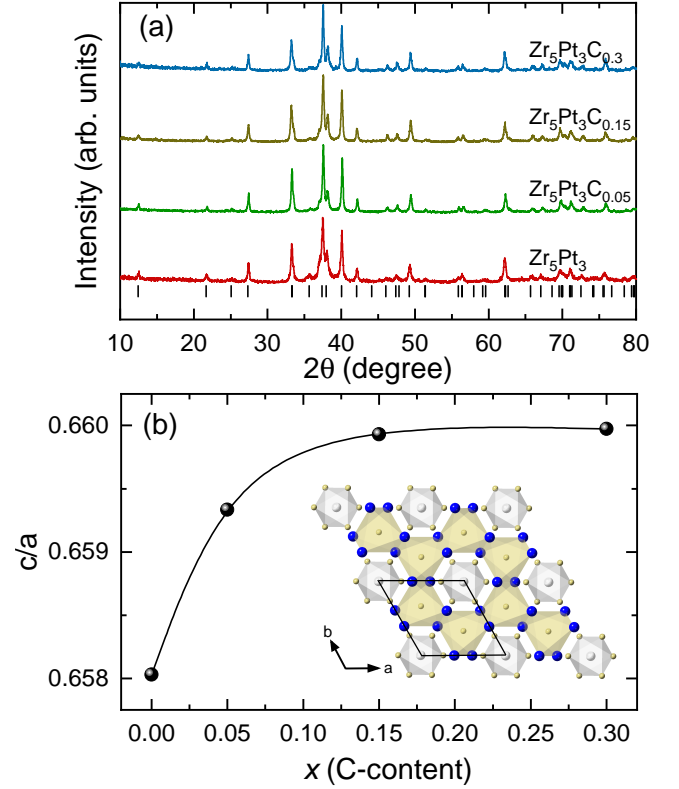 (a)
Zr₅Pt₃C₀.₃
Zr₅Pt₃C₀.₁₅
Zr₅Pt₃C₀.₀₅
Zr₅Pt₃
Intensity (arb. units)
10 20 30 40 50 60 70 80
2θ (degree)
(b)
0.660
0.659
0.658
c/a
b
a
0.00 0.05 0.10 0.15 0.20 0.25 0.30
x (C-content)